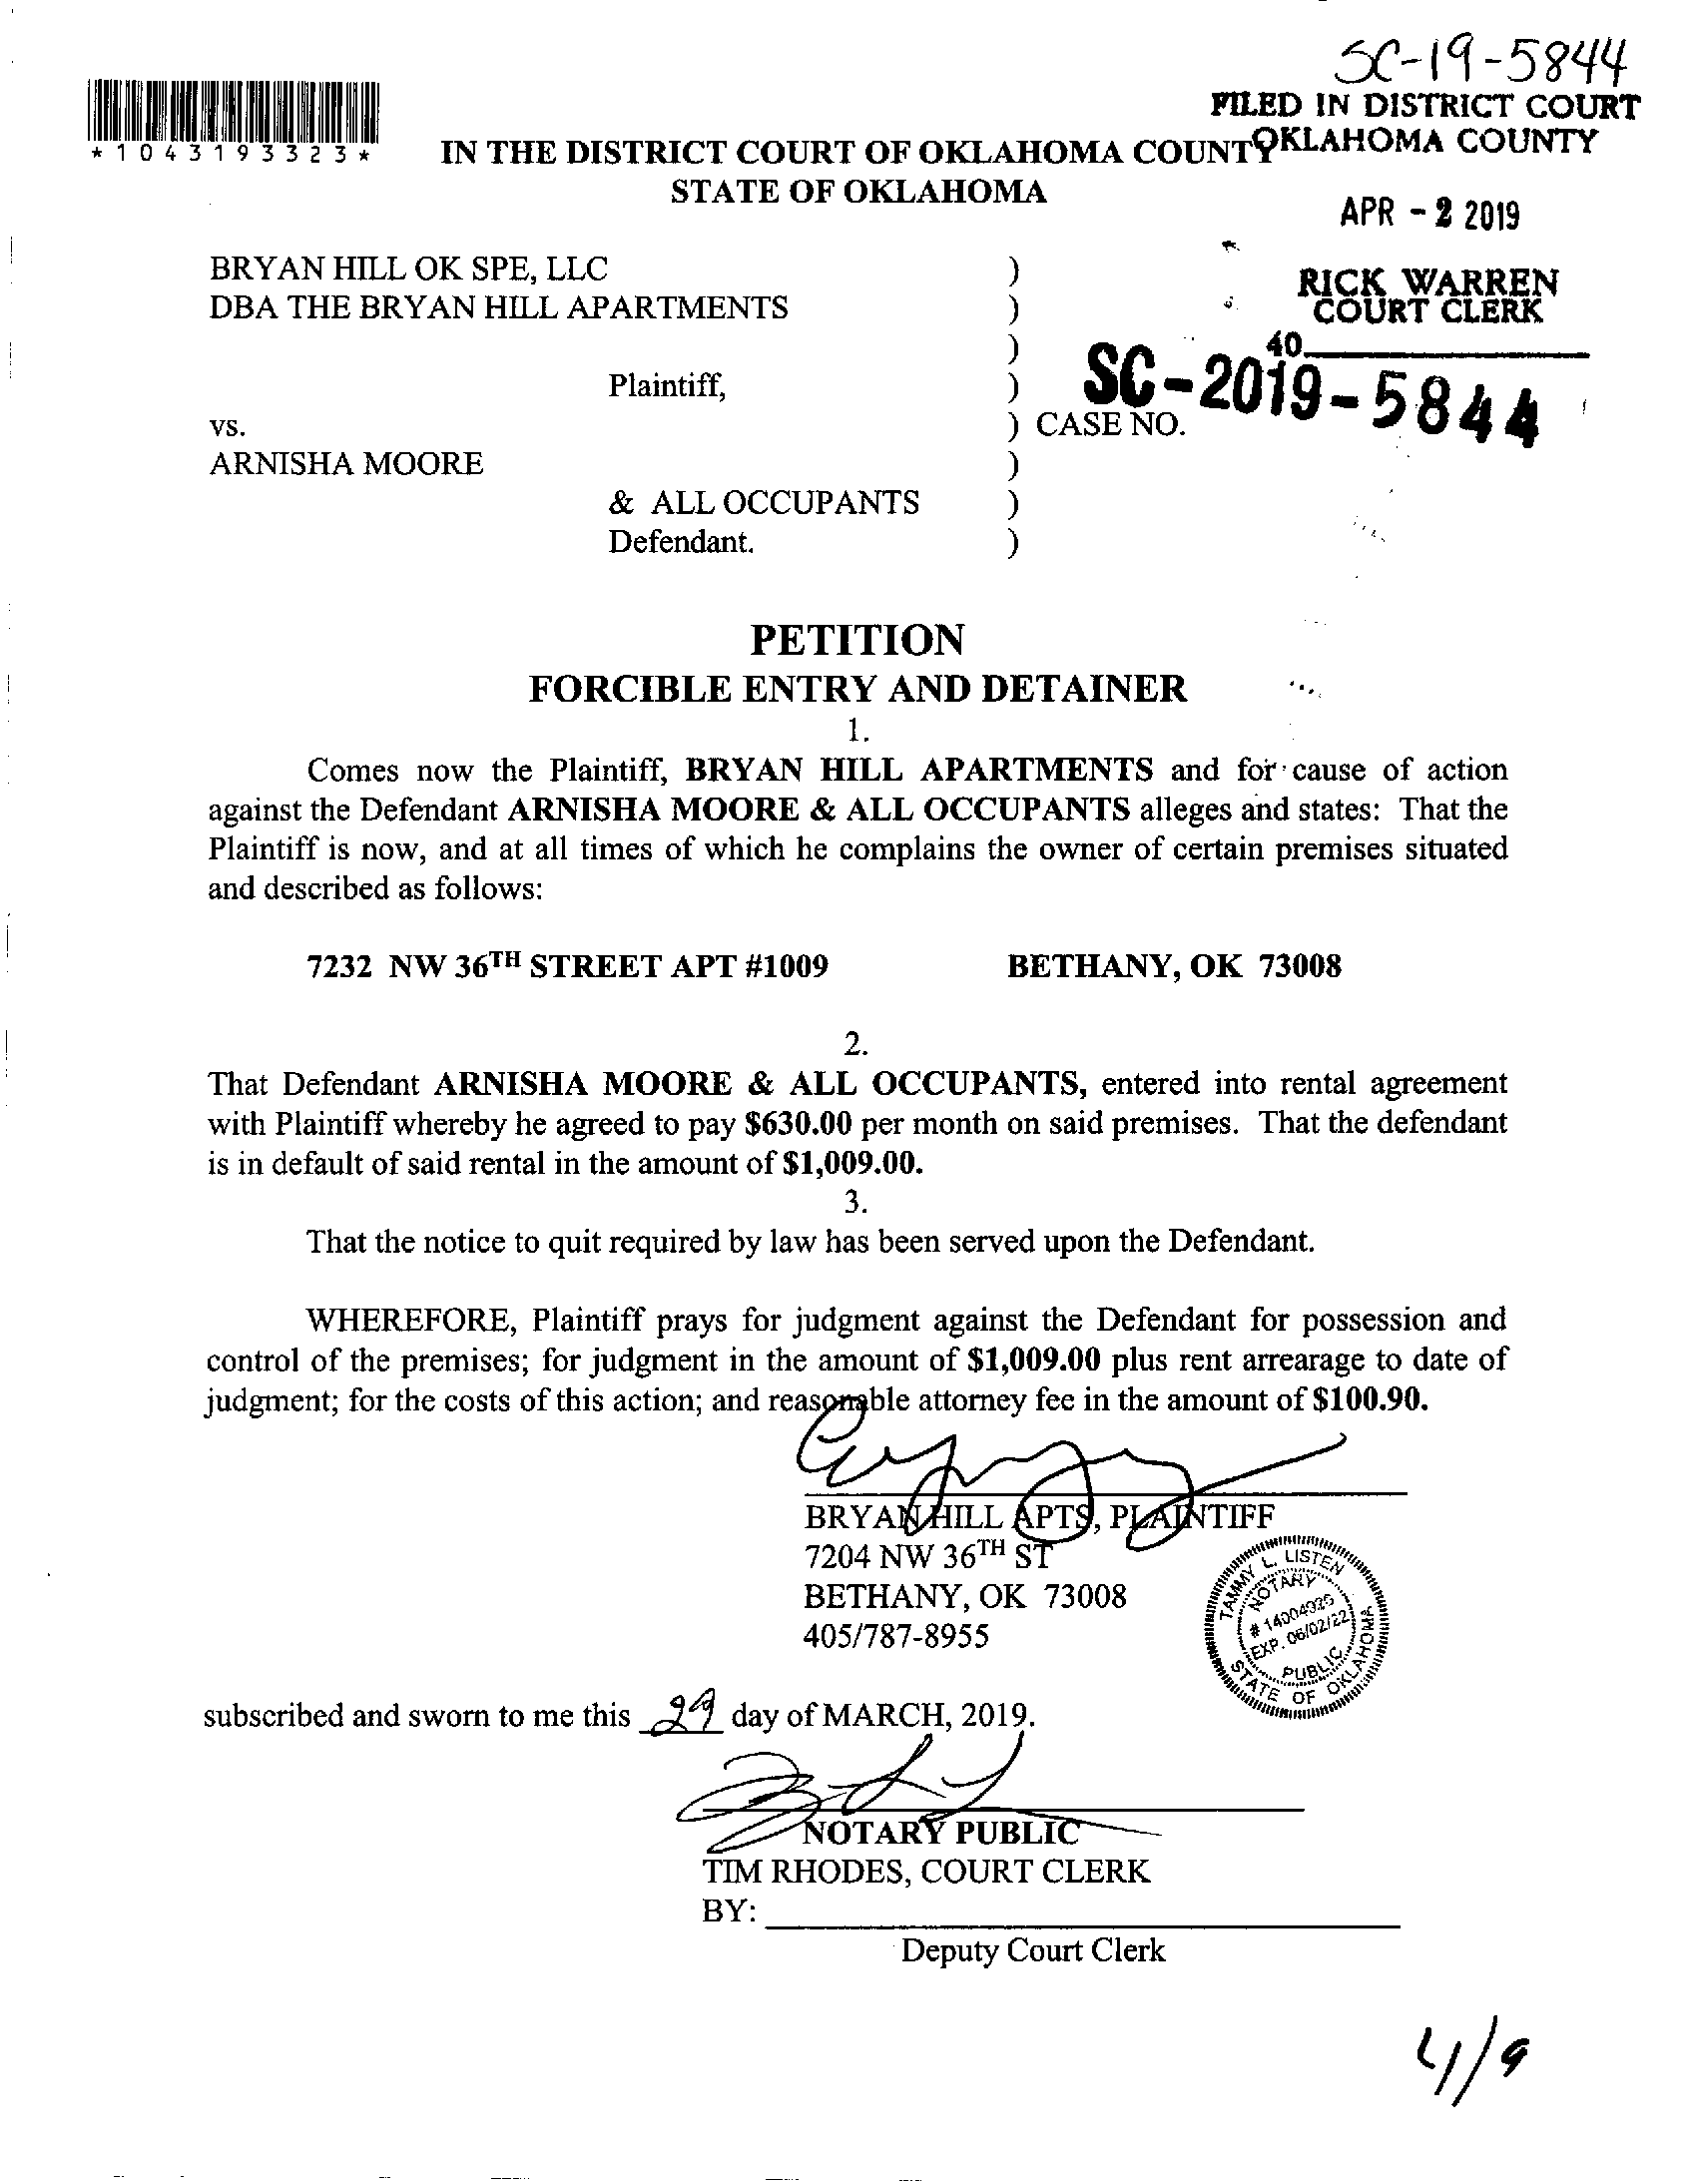 SC-19-5844
FILED IN DISTRICT COURT
OKLAHOMA COUNTY
*1043193323*
IN THE DISTRICT COURT OF OKLAHOMA COUNTY
STATE OF OKLAHOMA
APR - 2 2019
BRYAN HILL OK SPE, LLC )
DBA THE BRYAN HILL APARTMENTS )
RICK WARREN
COURT CLERK
40
)
Plaintiff, )
SC-2019-5844
vs. ) CASE NO.
ARNISHA MOORE )
& ALL OCCUPANTS )
Defendant. )
PETITION
FORCIBLE ENTRY AND DETAINER
1.
Comes now the Plaintiff, BRYAN HILL APARTMENTS and for cause of action
against the Defendant ARNISHA MOORE & ALL OCCUPANTS alleges and states: That the
Plaintiff is now, and at all times of which he complains the owner of certain premises situated
and described as follows:
7232 NW 36TH STREET APT #1009 BETHANY, OK 73008
2.
That Defendant ARNISHA MOORE & ALL OCCUPANTS, entered into rental agreement
with Plaintiff whereby he agreed to pay $630.00 per month on said premises. That the defendant
is in default of said rental in the amount of $1,009.00.
3.
That the notice to quit required by law has been served upon the Defendant.
WHEREFORE, Plaintiff prays for judgment against the Defendant for possession and
control of the premises; for judgment in the amount of $1,009.00 plus rent arrearage to date of
judgment; for the costs of this action; and reasonable attorney fee in the amount of $100.90.
BRYAN HILL APTS, PLAINTIFF
7204 NW 36TH ST
BETHANY, OK 73008
405/787-8955
TAMMY L. LISTEN
NOTARY
EXP. 06/02/22
PUBLIC
STATE OF OKLAHOMA
subscribed and sworn to me this 29 day of MARCH, 2019.
NOTARY PUBLIC
TIM RHODES, COURT CLERK
BY:
Deputy Court Clerk
4/9